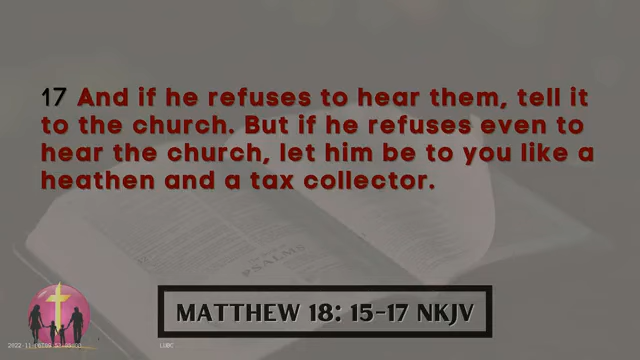 17 And if he refuses to hear them, tell it
to the church. But if he refuses even to
hear the church, let him be to you like a
heathen and a tax collector.
PSALMS
MATTHEW 18: 15-17 NKJV